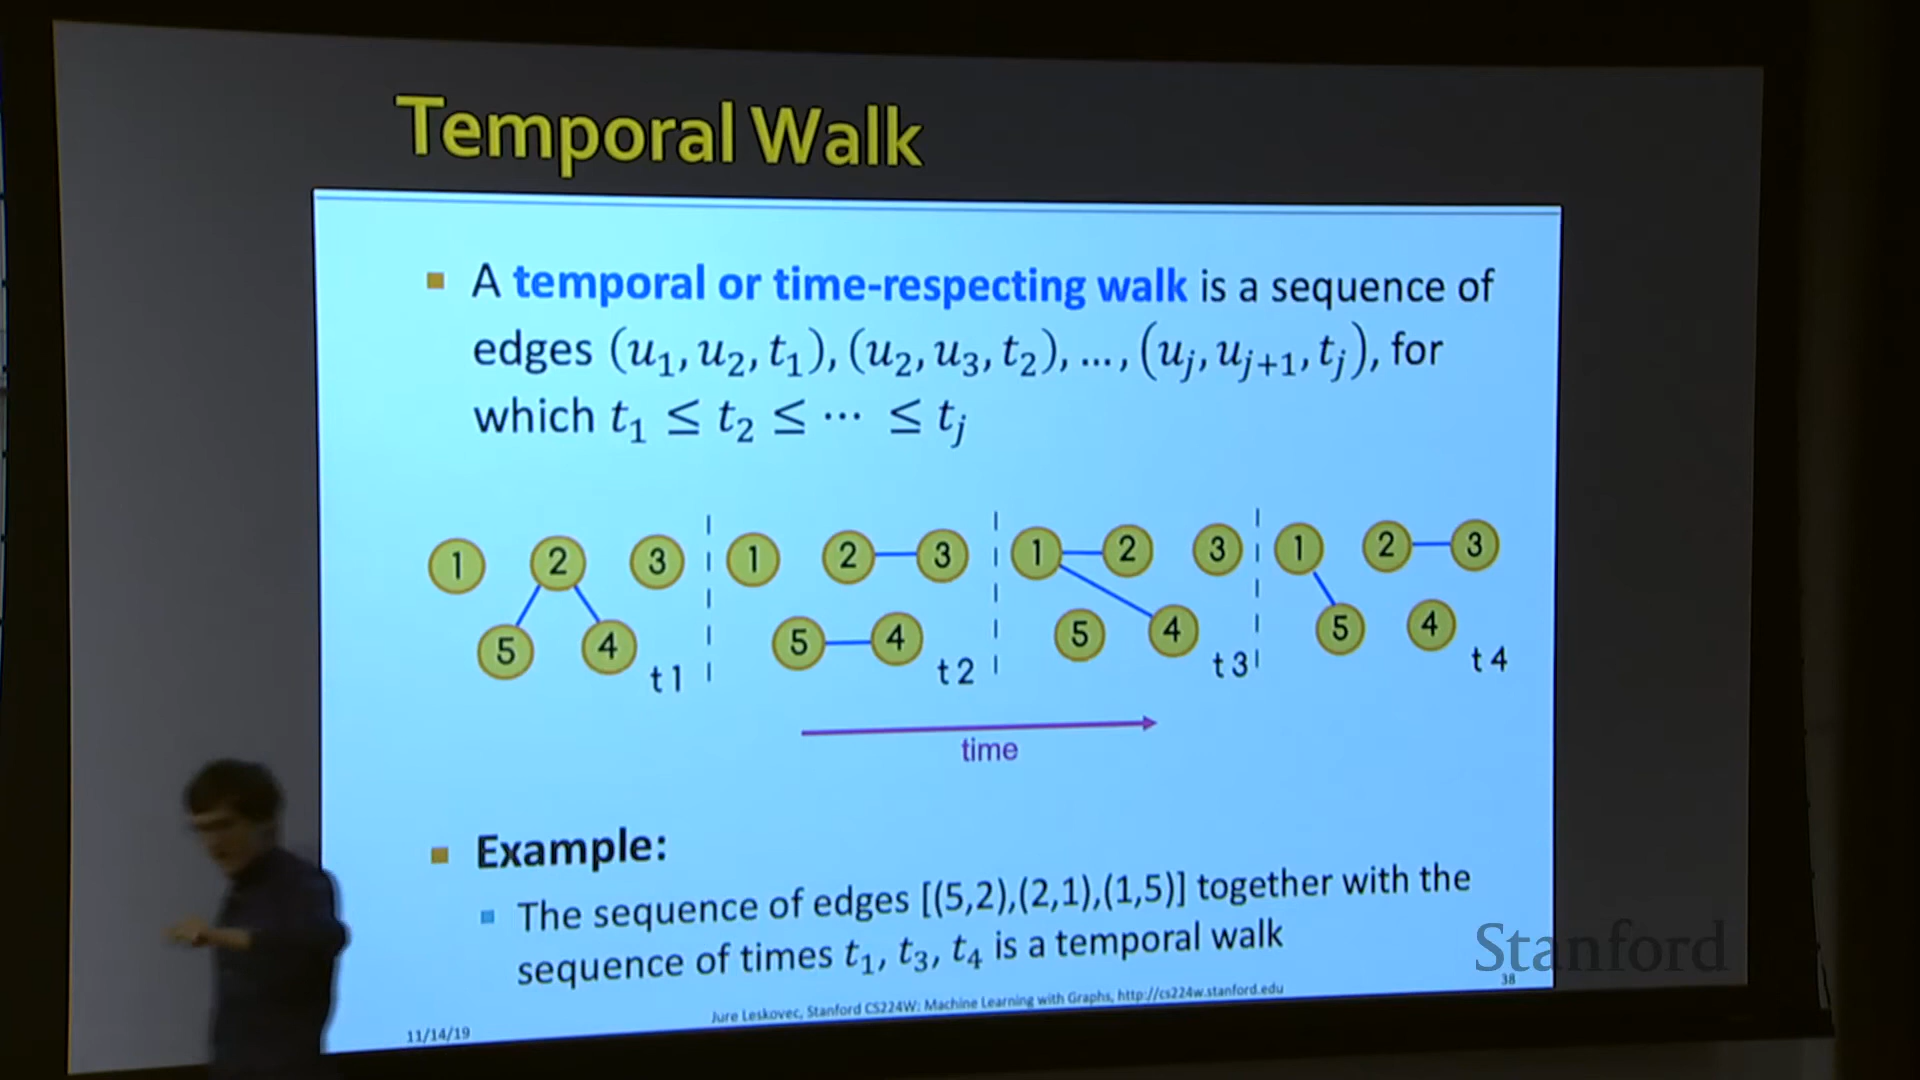 Temporal Walk
A temporal or time-respecting walk is a sequence of
edges (u₁, u₂, t₁), (u₂, u₃, t₂), …, (uⱼ, uⱼ₊₁, tⱼ), for
which t₁ ≤ t₂ ≤ ⋯ ≤ tⱼ
1 2 3 1 2 3 1 2 3 1 2 3
5 4 5 4 5 4 5 4
t1 t2 t3 t4
time
Example:
The sequence of edges [(5,2),(2,1),(1,5)] together with the
sequence of times t₁, t₃, t₄ is a temporal walk
Stanford
11/14/19
Jure Leskovec, Stanford CS224W: Machine Learning with Graphs, http://cs224w.stanford.edu
38